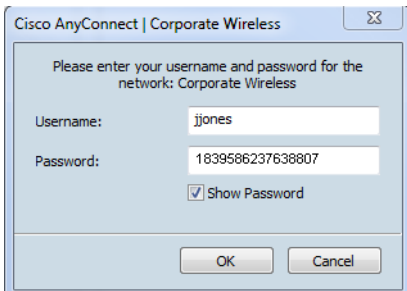 Cisco AnyConnect | Corporate Wireless
Please enter your username and password for the
network: Corporate Wireless
Username: jjones
Password: 1839586237638807
Show Password
OK Cancel